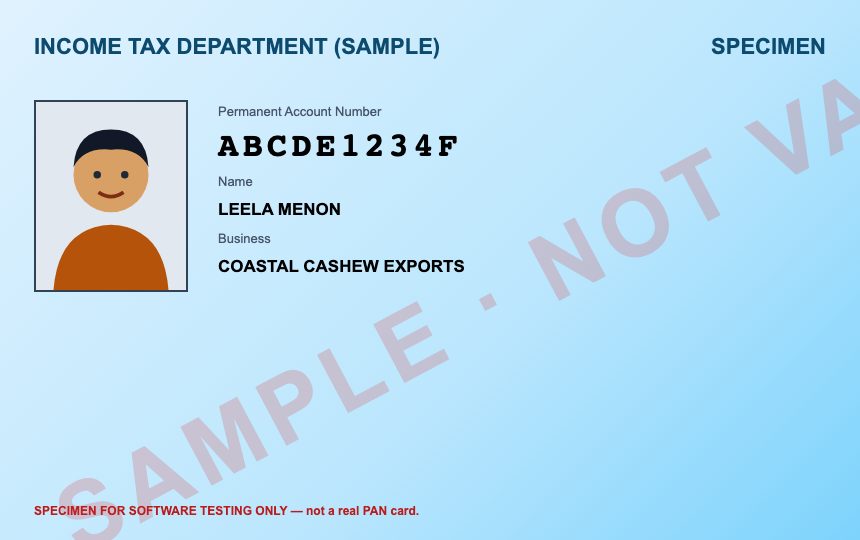 INCOME TAX DEPARTMENT (SAMPLE) SPECIMEN
Permanent Account Number
ABCDE1234F
Name
LEELA MENON
Business
COASTAL CASHEW EXPORTS
SAMPLE · NOT VA
SPECIMEN FOR SOFTWARE TESTING ONLY — not a real PAN card.